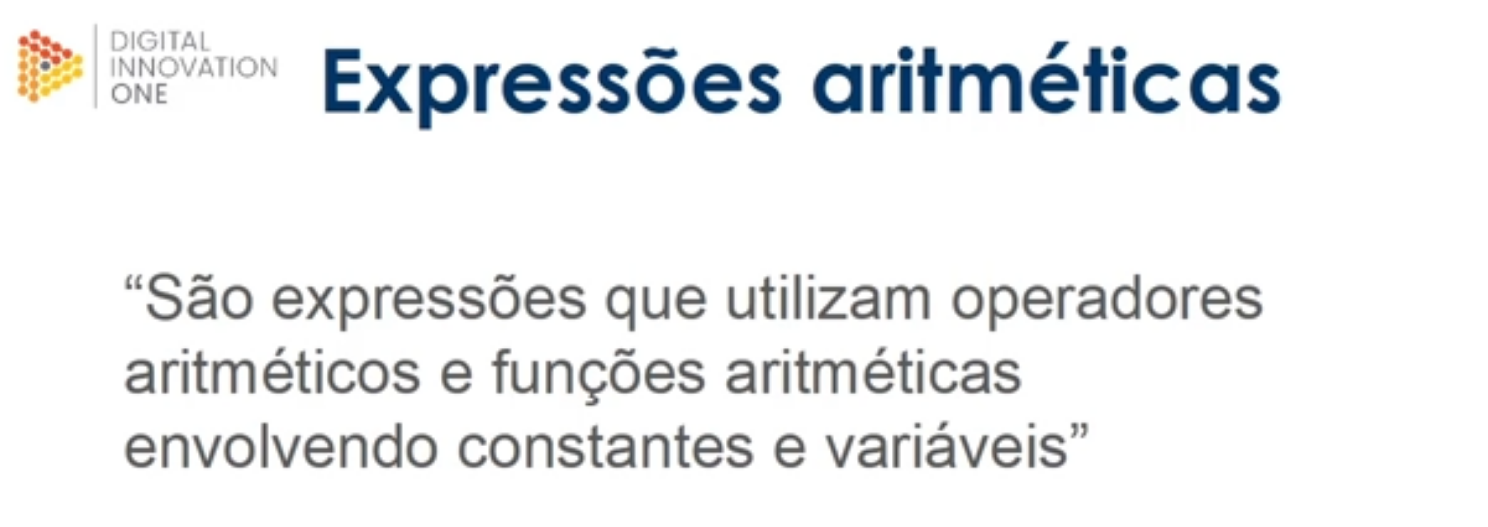 DIGITAL
INNOVATION
ONE
Expressões aritméticas
“São expressões que utilizam operadores
aritméticos e funções aritméticas
envolvendo constantes e variáveis”